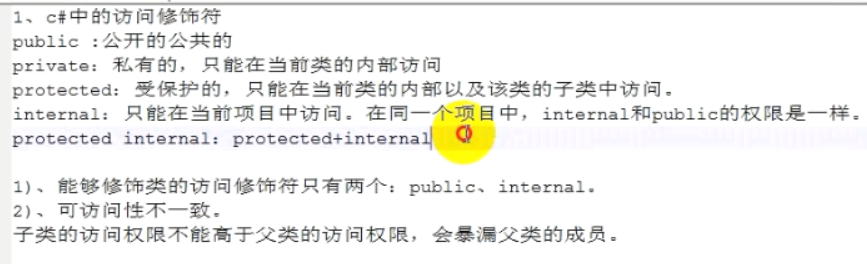 1、c#中的访问修饰符
public :公开的公共的
private: 私有的, 只能在当前类的内部访问
protected: 受保护的, 只能在当前类的内部以及该类的子类中访问。
internal: 只能在当前项目中访问。在同一个项目中, internal和public的权限是一样。
protected internal: protected+internal
1)、能够修饰类的访问修饰符只有两个: public、internal。
2)、可访问性不一致。
子类的访问权限不能高于父类的访问权限, 会暴漏父类的成员。